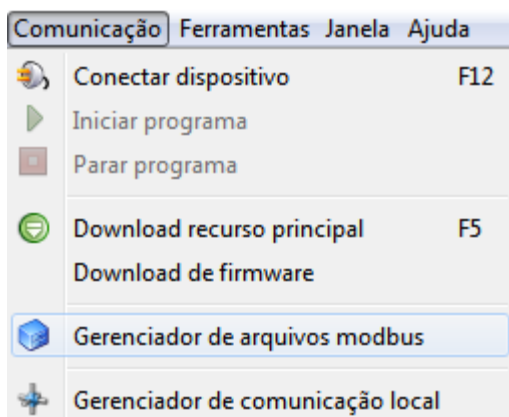 Comunicação Ferramentas Janela Ajuda
Conectar dispositivo F12
Iniciar programa
Parar programa
Download recurso principal F5
Download de firmware
Gerenciador de arquivos modbus
Gerenciador de comunicação local